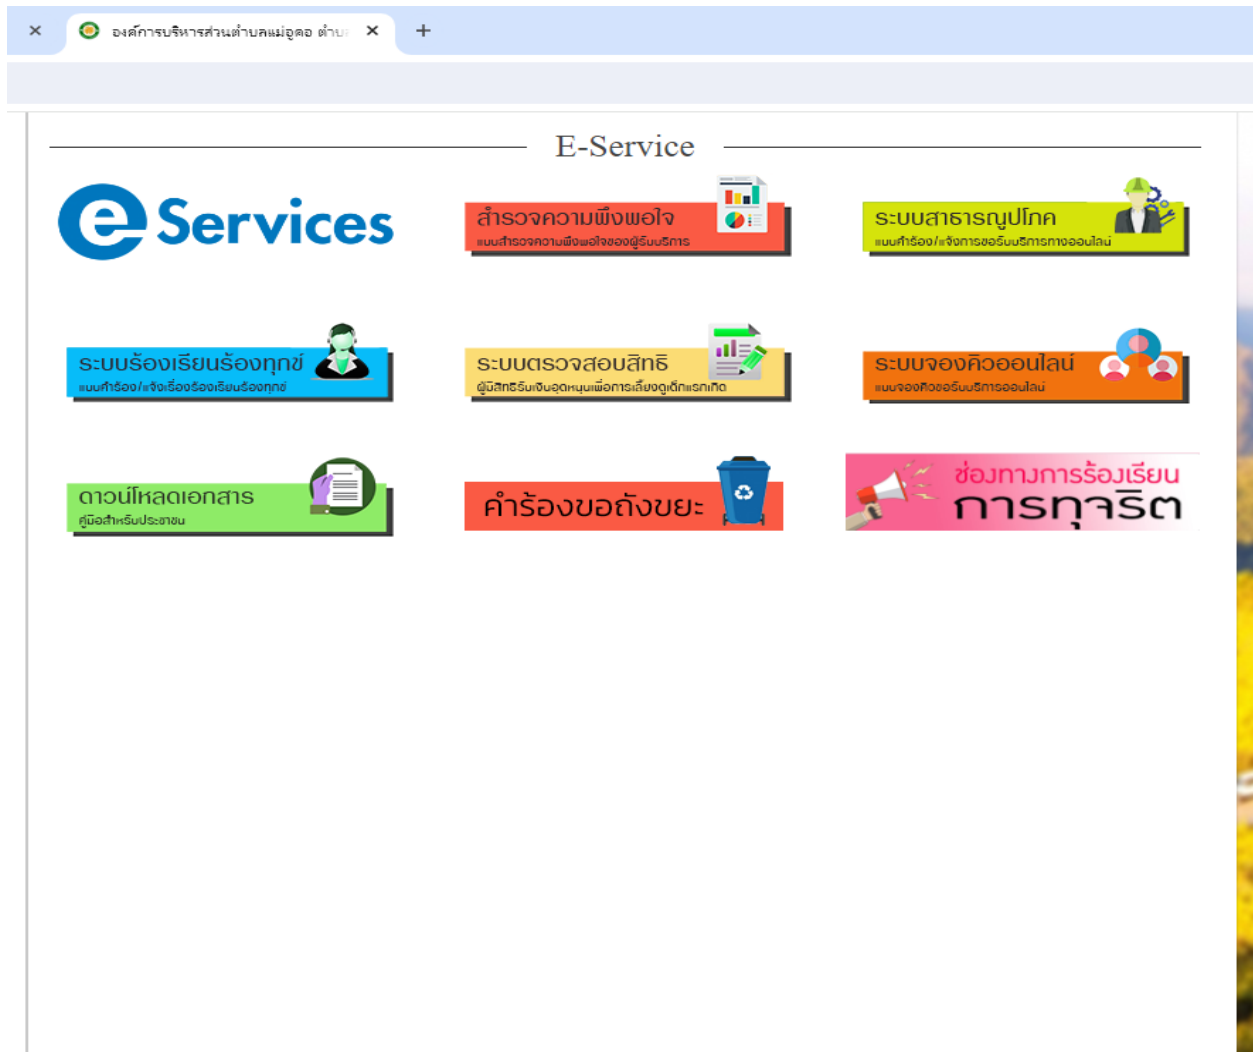 องค์การบริหารส่วนตำบลแม่อูคอ ตำบ
E-Service
e Services
สำรวจความพึงพอใจ
แบบสำรวจความพึงพอใจของผู้รับบริการ
ระบบสาธารณูปโภค
แบบคำร้อง/แจ้งการขอรับบริการทางออนไลน์
ระบบร้องเรียนร้องทุกข์
แบบคำร้อง/แจ้งเรื่องร้องเรียนร้องทุกข์
ระบบตรวจสอบสิทธิ
ผู้มีสิทธิรับเงินอุดหนุนเพื่อการเลี้ยงดูเด็กแรกเกิด
ระบบจองคิวออนไลน์
แบบจองคิวขอรับบริการออนไลน์
ดาวน์โหลดเอกสาร
คู่มือสำหรับประชาชน
คำร้องขอถังขยะ
ช่องทางการร้องเรียน
การทุจริต